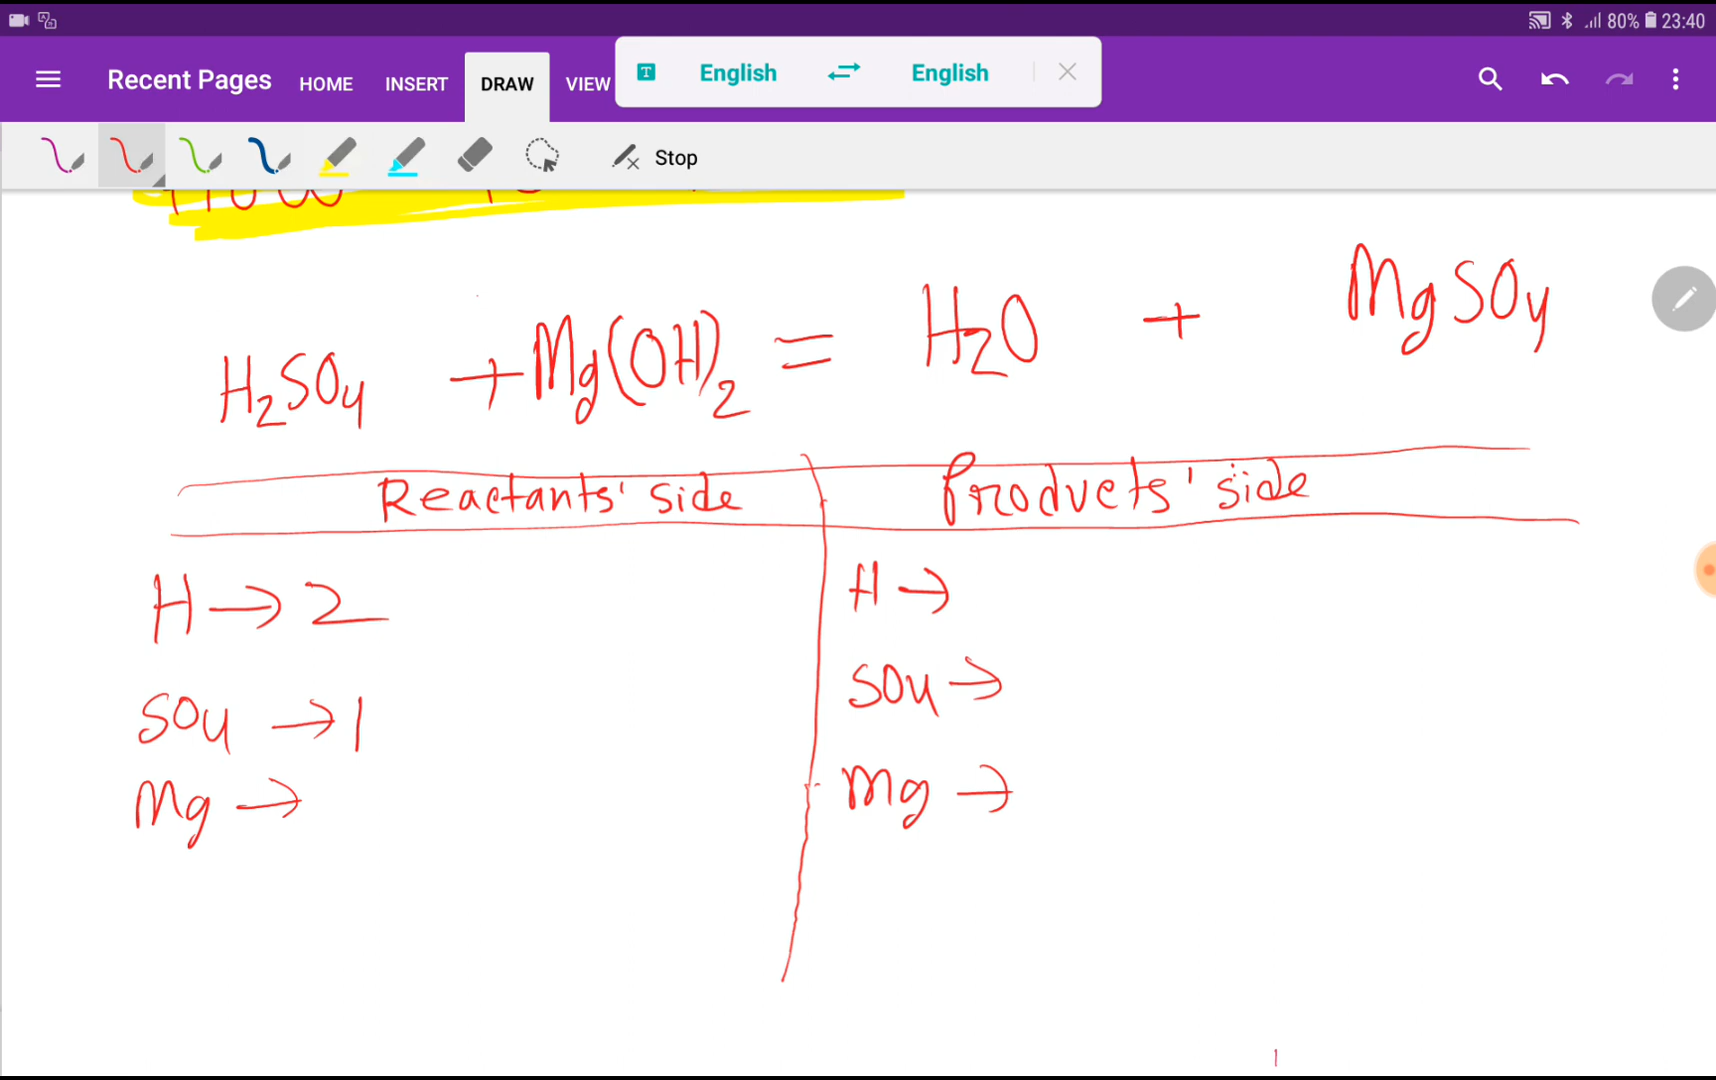 80% 23:40
Recent Pages HOME INSERT DRAW VIEW English English
Stop
H₂SO₄ + Mg(OH)₂ = H₂O + MgSO₄
Reactants' side Products' side
H → 2 H →
SO₄ → 1 SO₄ →
Mg → Mg →